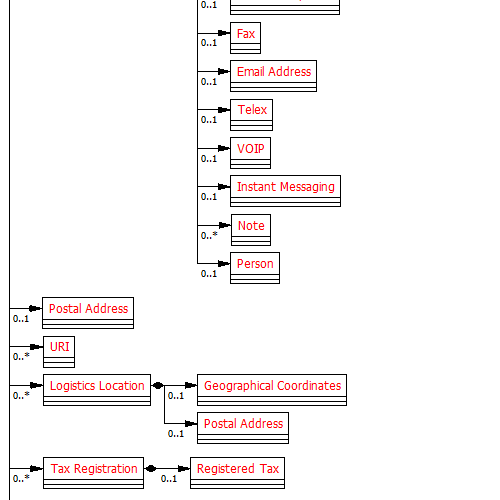 0..1
Fax
0..1
Email Address
0..1
Telex
0..1
VOIP
0..1
Instant Messaging
0..1
Note
0..*
Person
0..1
Postal Address
0..1
URI
0..*
Logistics Location
Geographical Coordinates
0..*
0..1
Postal Address
0..1
Tax Registration
Registered Tax
0..*
0..1